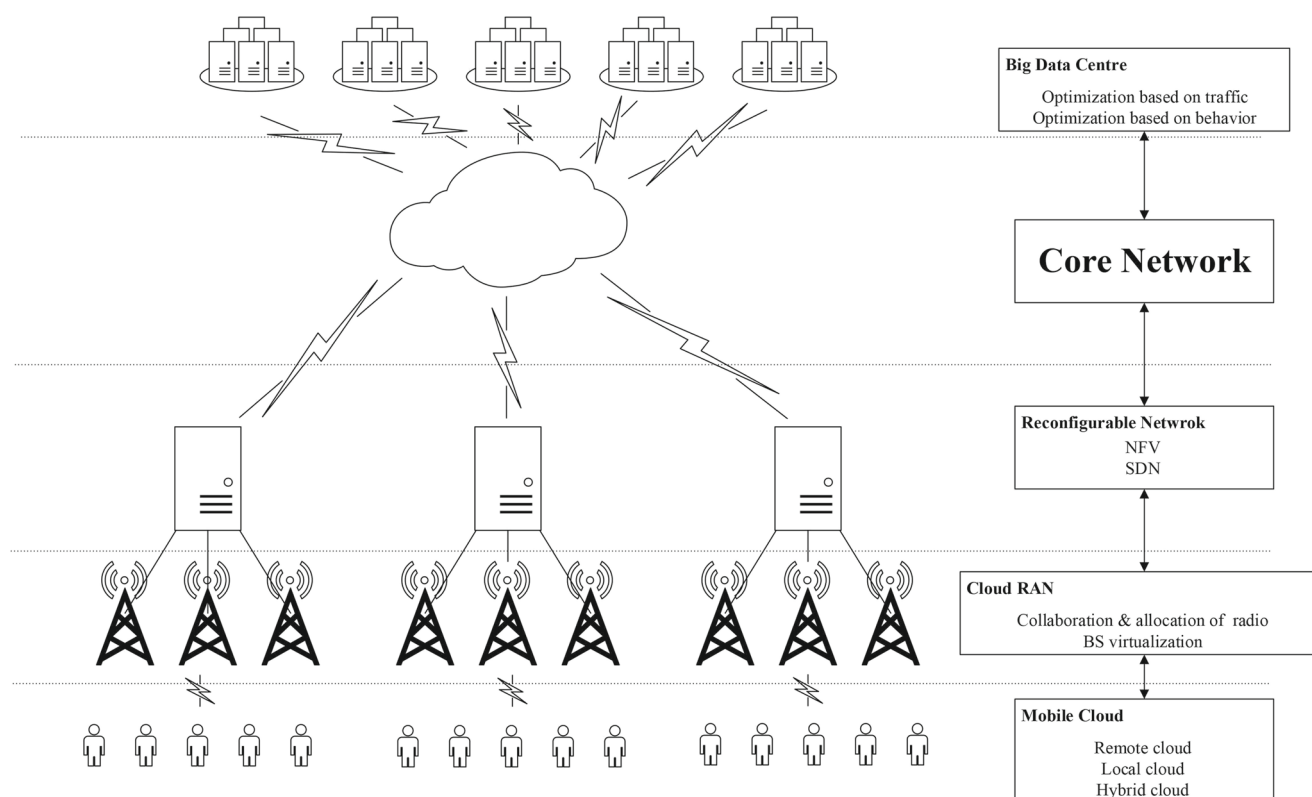 Big Data Centre
Optimization based on traffic
Optimization based on behavior
Core Network
Reconfigurable Netwrok
NFV
SDN
Cloud RAN
Collaboration & allocation of radio
BS virtualization
Mobile Cloud
Remote cloud
Local cloud
Hybrid cloud